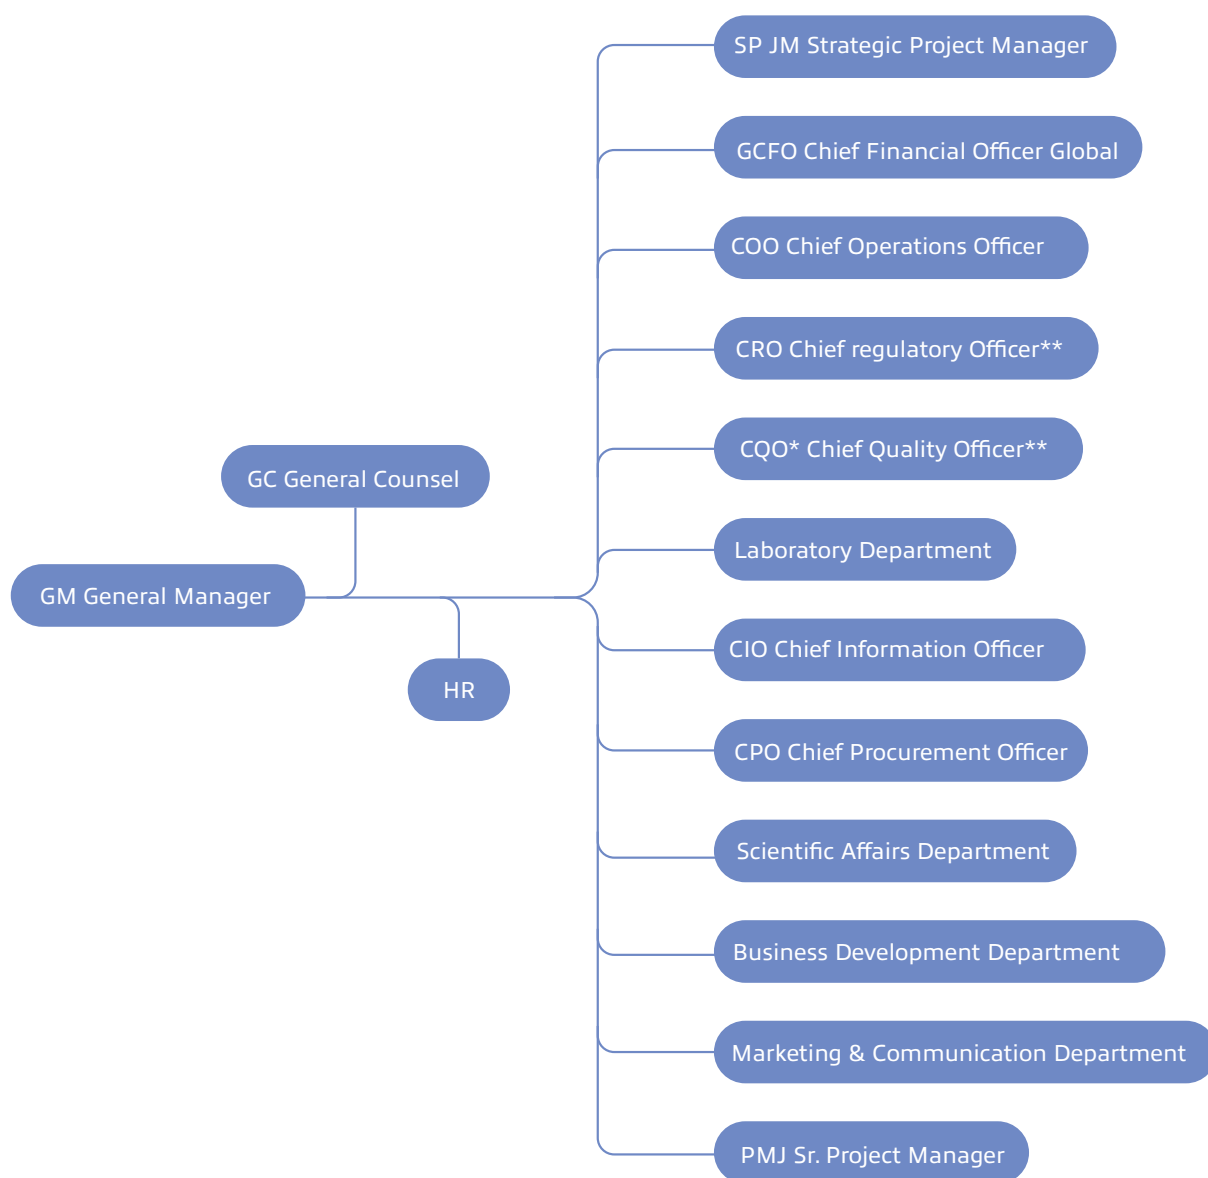 SP JM Strategic Project Manager
GCFO Chief Financial Officer Global
COO Chief Operations Officer
CRO Chief regulatory Officer**
CQO* Chief Quality Officer**
GC General Counsel
Laboratory Department
GM General Manager
CIO Chief Information Officer
HR
CPO Chief Procurement Officer
Scientific Affairs Department
Business Development Department
Marketing & Communication Department
PMJ Sr. Project Manager